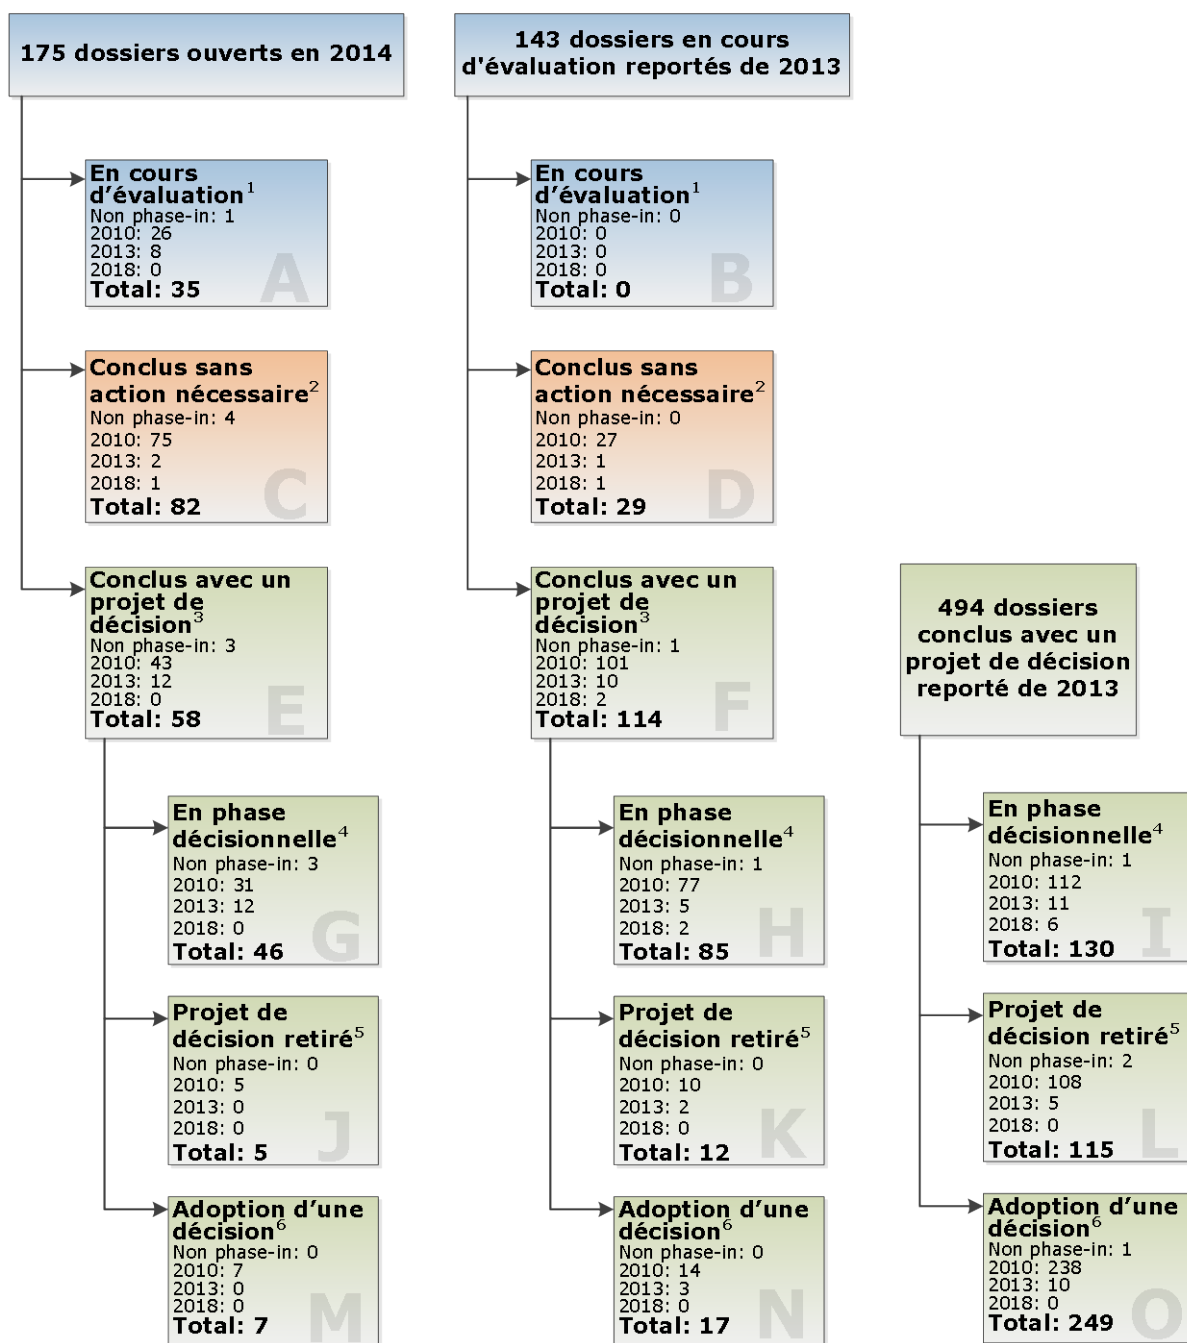 175 dossiers ouverts en 2014
143 dossiers en cours
d'évaluation reportés de 2013
En cours
d’évaluation1
Non phase-in: 1
2010: 26
2013: 8
2018: 0
Total: 35
A
En cours
d’évaluation1
Non phase-in: 0
2010: 0
2013: 0
2018: 0
Total: 0
B
Conclus sans
action nécessaire2
Non phase-in: 4
2010: 75
2013: 2
2018: 1
Total: 82
C
Conclus sans
action nécessaire2
Non phase-in: 0
2010: 27
2013: 1
2018: 1
Total: 29
D
Conclus avec un
projet de
décision3
Non phase-in: 3
2010: 43
2013: 12
2018: 0
Total: 58
E
Conclus avec un
projet de
décision3
Non phase-in: 1
2010: 101
2013: 10
2018: 2
Total: 114
F
494 dossiers
conclus avec un
projet de décision
reporté de 2013
En phase
décisionnelle4
Non phase-in: 3
2010: 31
2013: 12
2018: 0
Total: 46
G
En phase
décisionnelle4
Non phase-in: 1
2010: 77
2013: 5
2018: 2
Total: 85
H
En phase
décisionnelle4
Non phase-in: 1
2010: 112
2013: 11
2018: 6
Total: 130
I
Projet de
décision retiré5
Non phase-in: 0
2010: 5
2013: 0
2018: 0
Total: 5
J
Projet de
décision retiré5
Non phase-in: 0
2010: 10
2013: 2
2018: 0
Total: 12
K
Projet de
décision retiré5
Non phase-in: 2
2010: 108
2013: 5
2018: 0
Total: 115
L
Adoption d’une
décision6
Non phase-in: 0
2010: 7
2013: 0
2018: 0
Total: 7
M
Adoption d’une
décision6
Non phase-in: 0
2010: 14
2013: 3
2018: 0
Total: 17
N
Adoption d’une
décision6
Non phase-in: 1
2010: 238
2013: 10
2018: 0
Total: 249
O